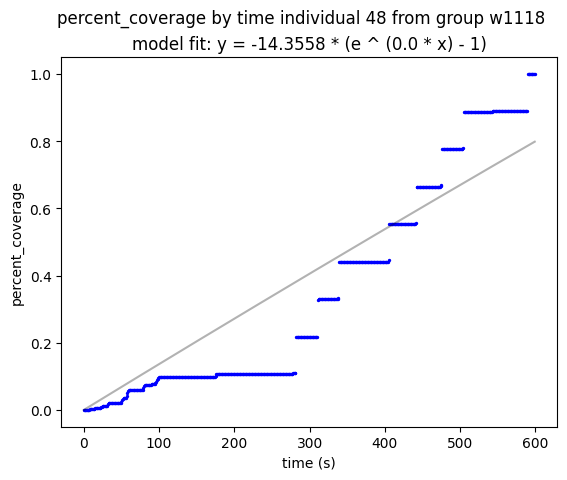 percent_coverage by time individual 48 from group w1118
model fit: y = -14.3558 * (e ^ (0.0 * x) - 1)
1.0
0.8
0.6
0.4
0.2
0.0
percent_coverage
0 100 200 300 400 500 600
time (s)